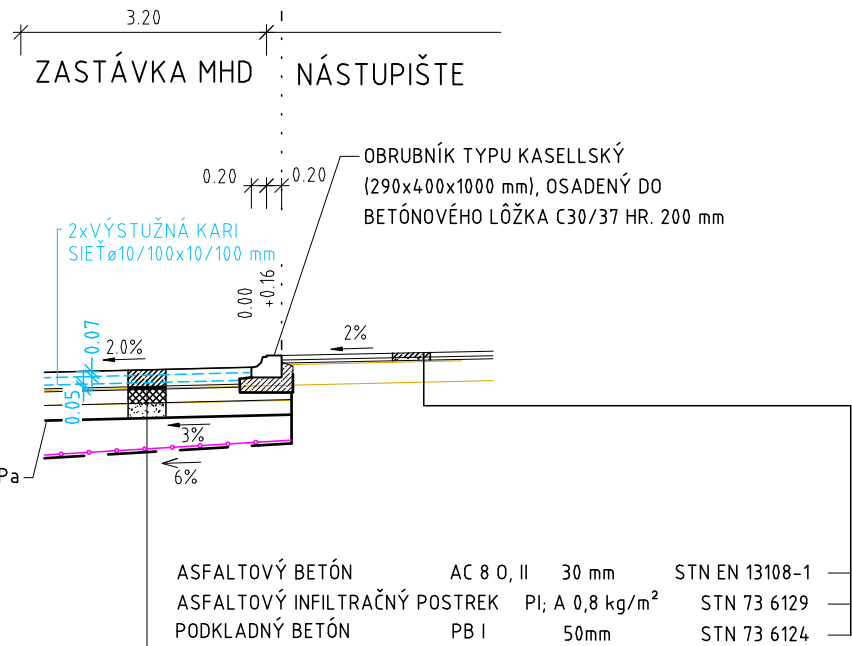 3.20
ZASTÁVKA MHD
NÁSTUPIŠTE
OBRUBNÍK TYPU KASELLSKÝ
(290x400x1000 mm), OSADENÝ DO
BETÓNOVÉHO LÔŽKA C30/37 HR. 200 mm
0.20
0.20
2xVÝSTUŽNÁ KARI
SIEŤø10/100x10/100 mm
0.00
+0.16
0.07
2.0%
2%
0.05
3%
6%
Pa
ASFALTOVÝ BETÓN AC 8 O, II 30 mm STN EN 13108-1
ASFALTOVÝ INFILTRAČNÝ POSTREK PI; A 0,8 kg/m² STN 73 6129
PODKLADNÝ BETÓN PB I 50mm STN 73 6124